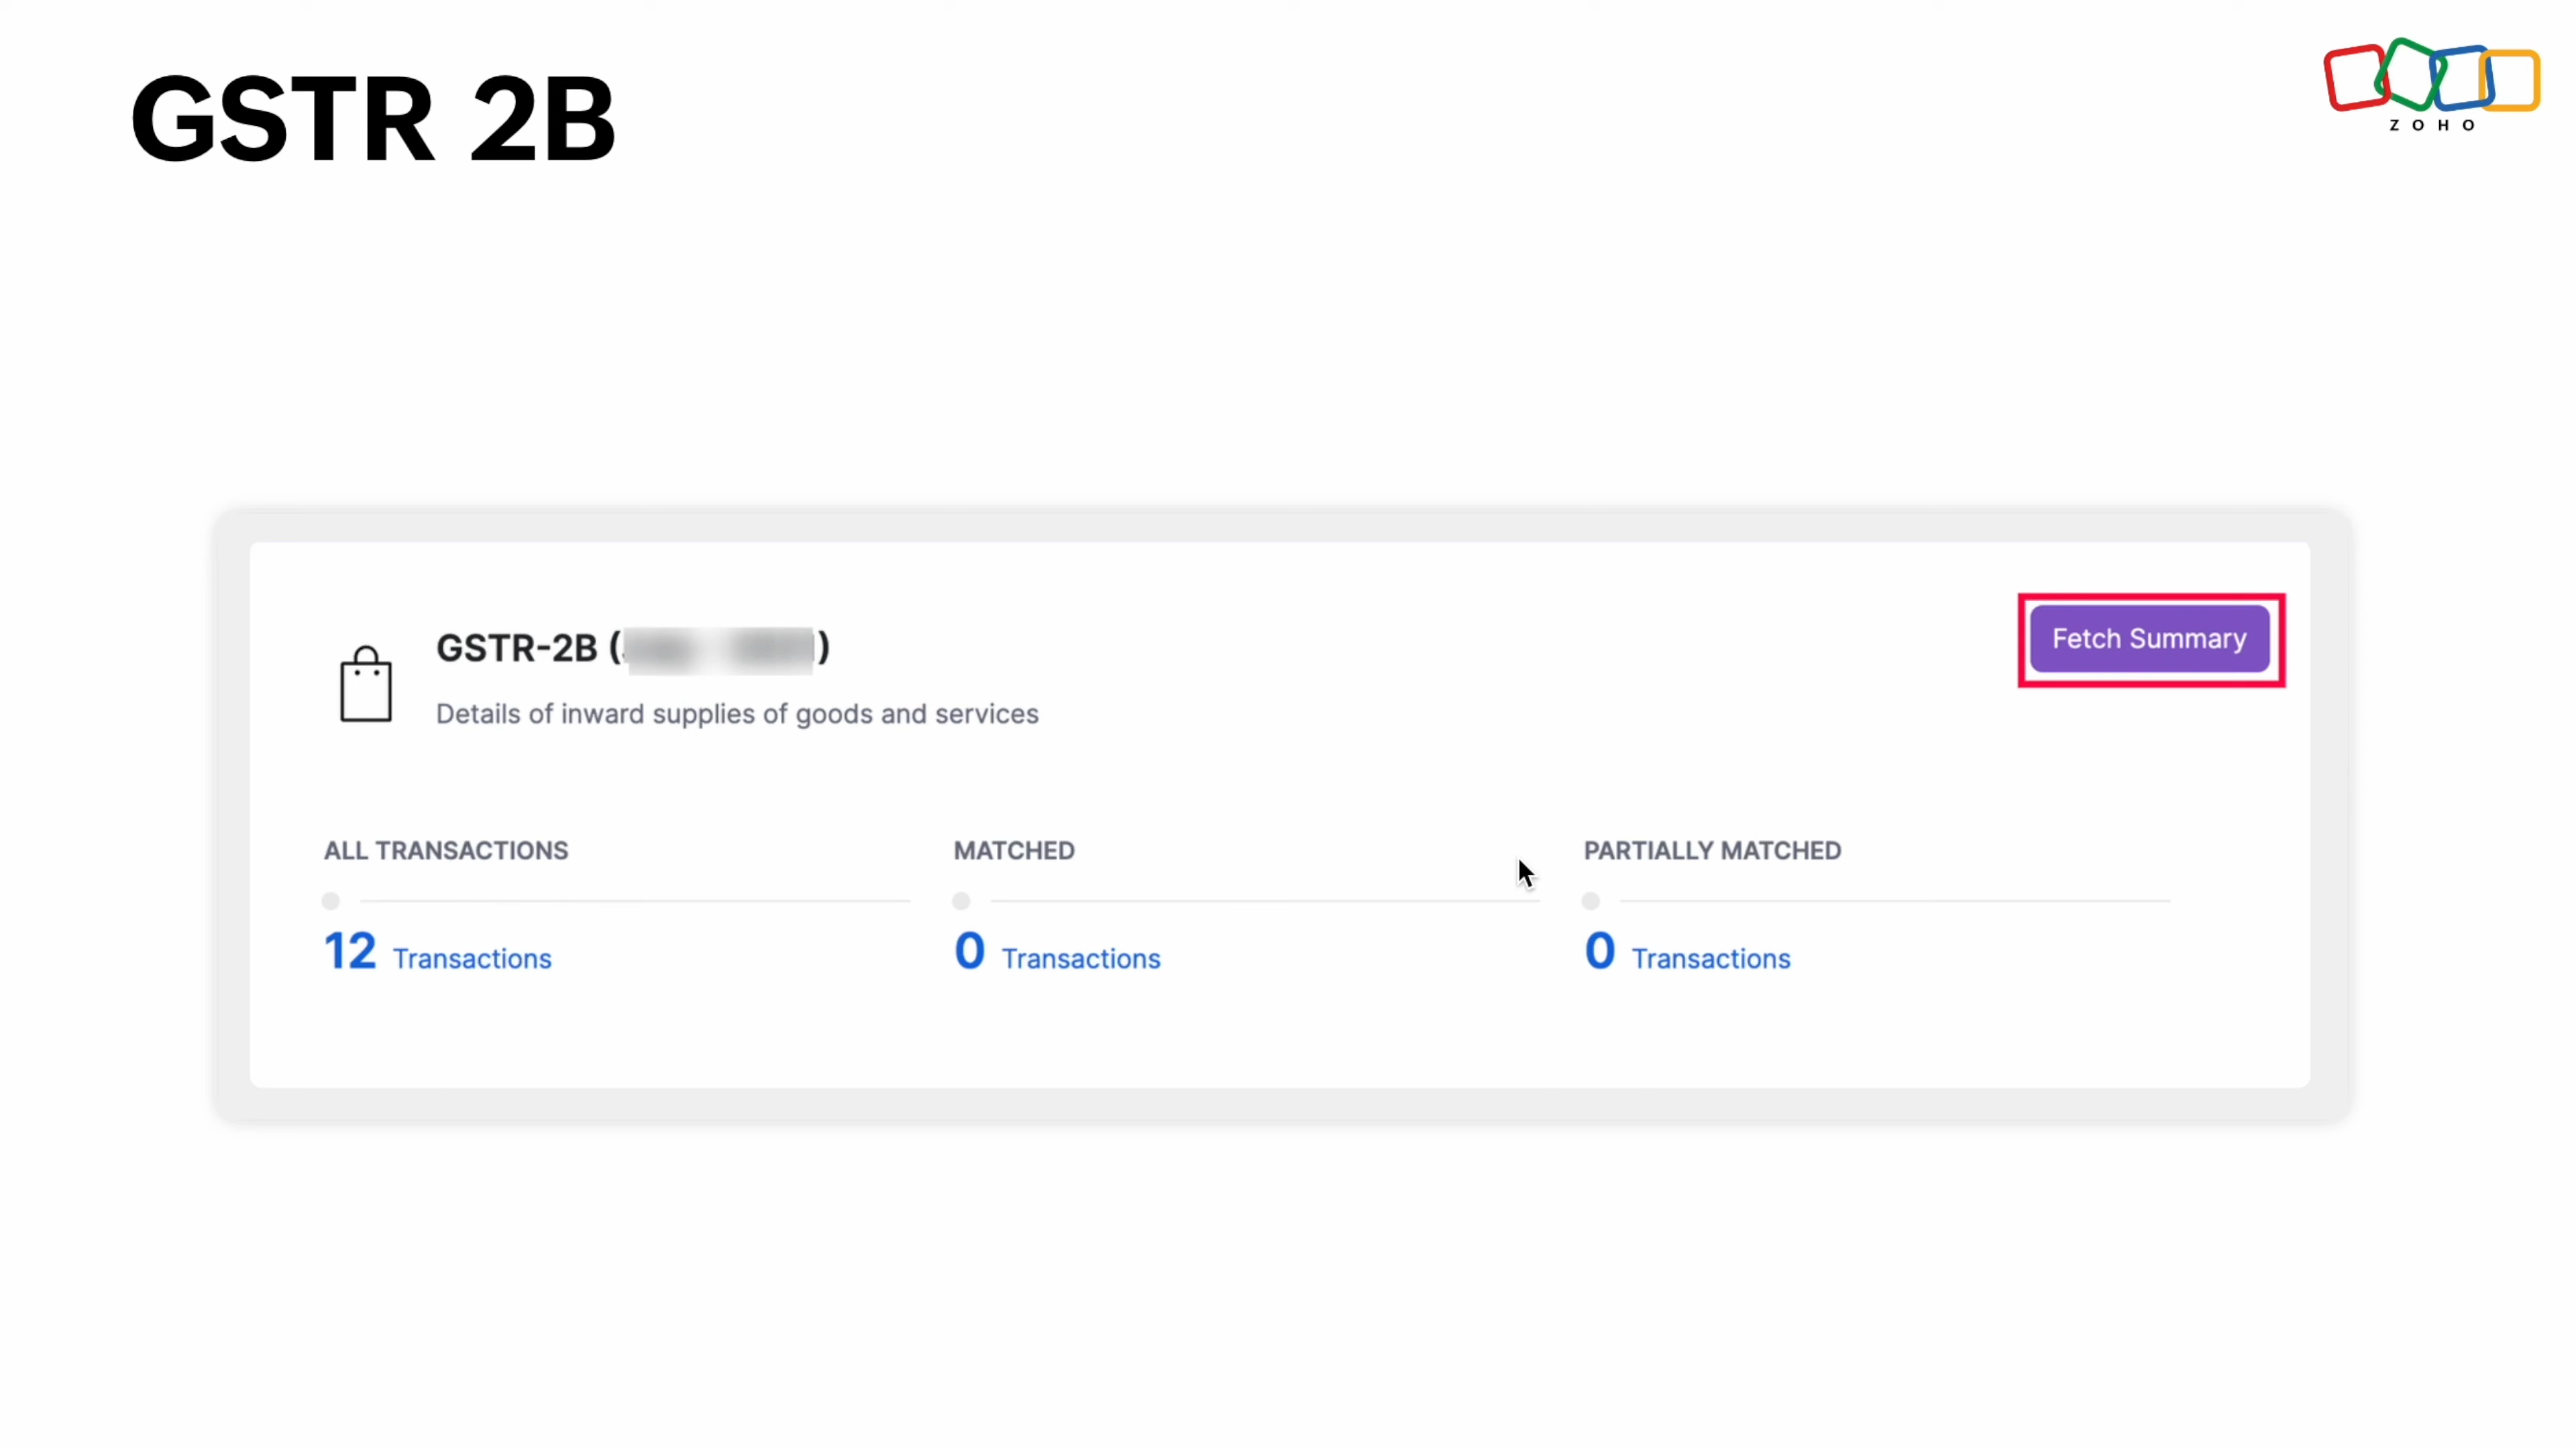 GSTR 2B
ZOHO
GSTR-2B ( )
Fetch Summary
Details of inward supplies of goods and services
ALL TRANSACTIONS
MATCHED
PARTIALLY MATCHED
12 Transactions
0 Transactions
0 Transactions